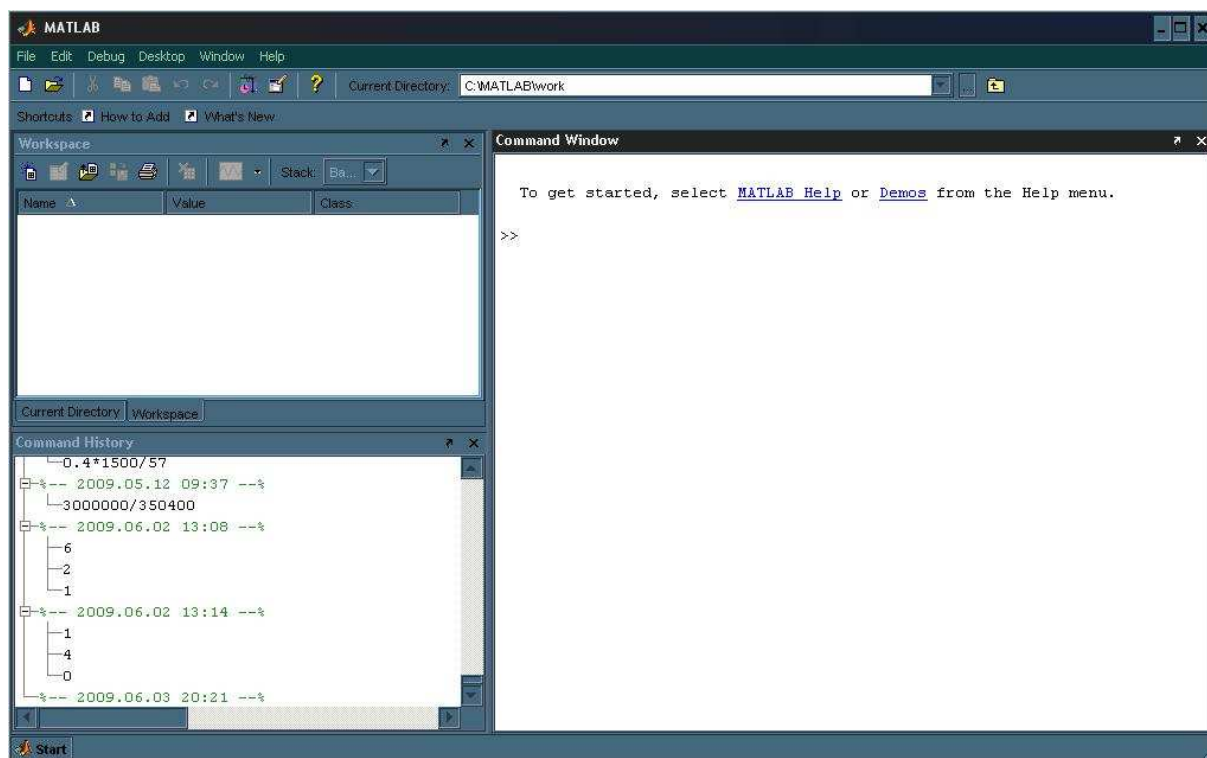 MATLAB
File Edit Debug Desktop Window Help
Current Directory: C:\MATLAB\work
Shortcuts How to Add What's New
Workspace
Stack: Ba...
Name Value Class
Current Directory Workspace
Command History
0.4*1500/57
%-- 2009.05.12 09:37 --%
3000000/350400
%-- 2009.06.02 13:08 --%
6
2
1
%-- 2009.06.02 13:14 --%
1
4
0
%-- 2009.06.03 20:21 --%
Command Window
To get started, select MATLAB Help or Demos from the Help menu.
>>
Start